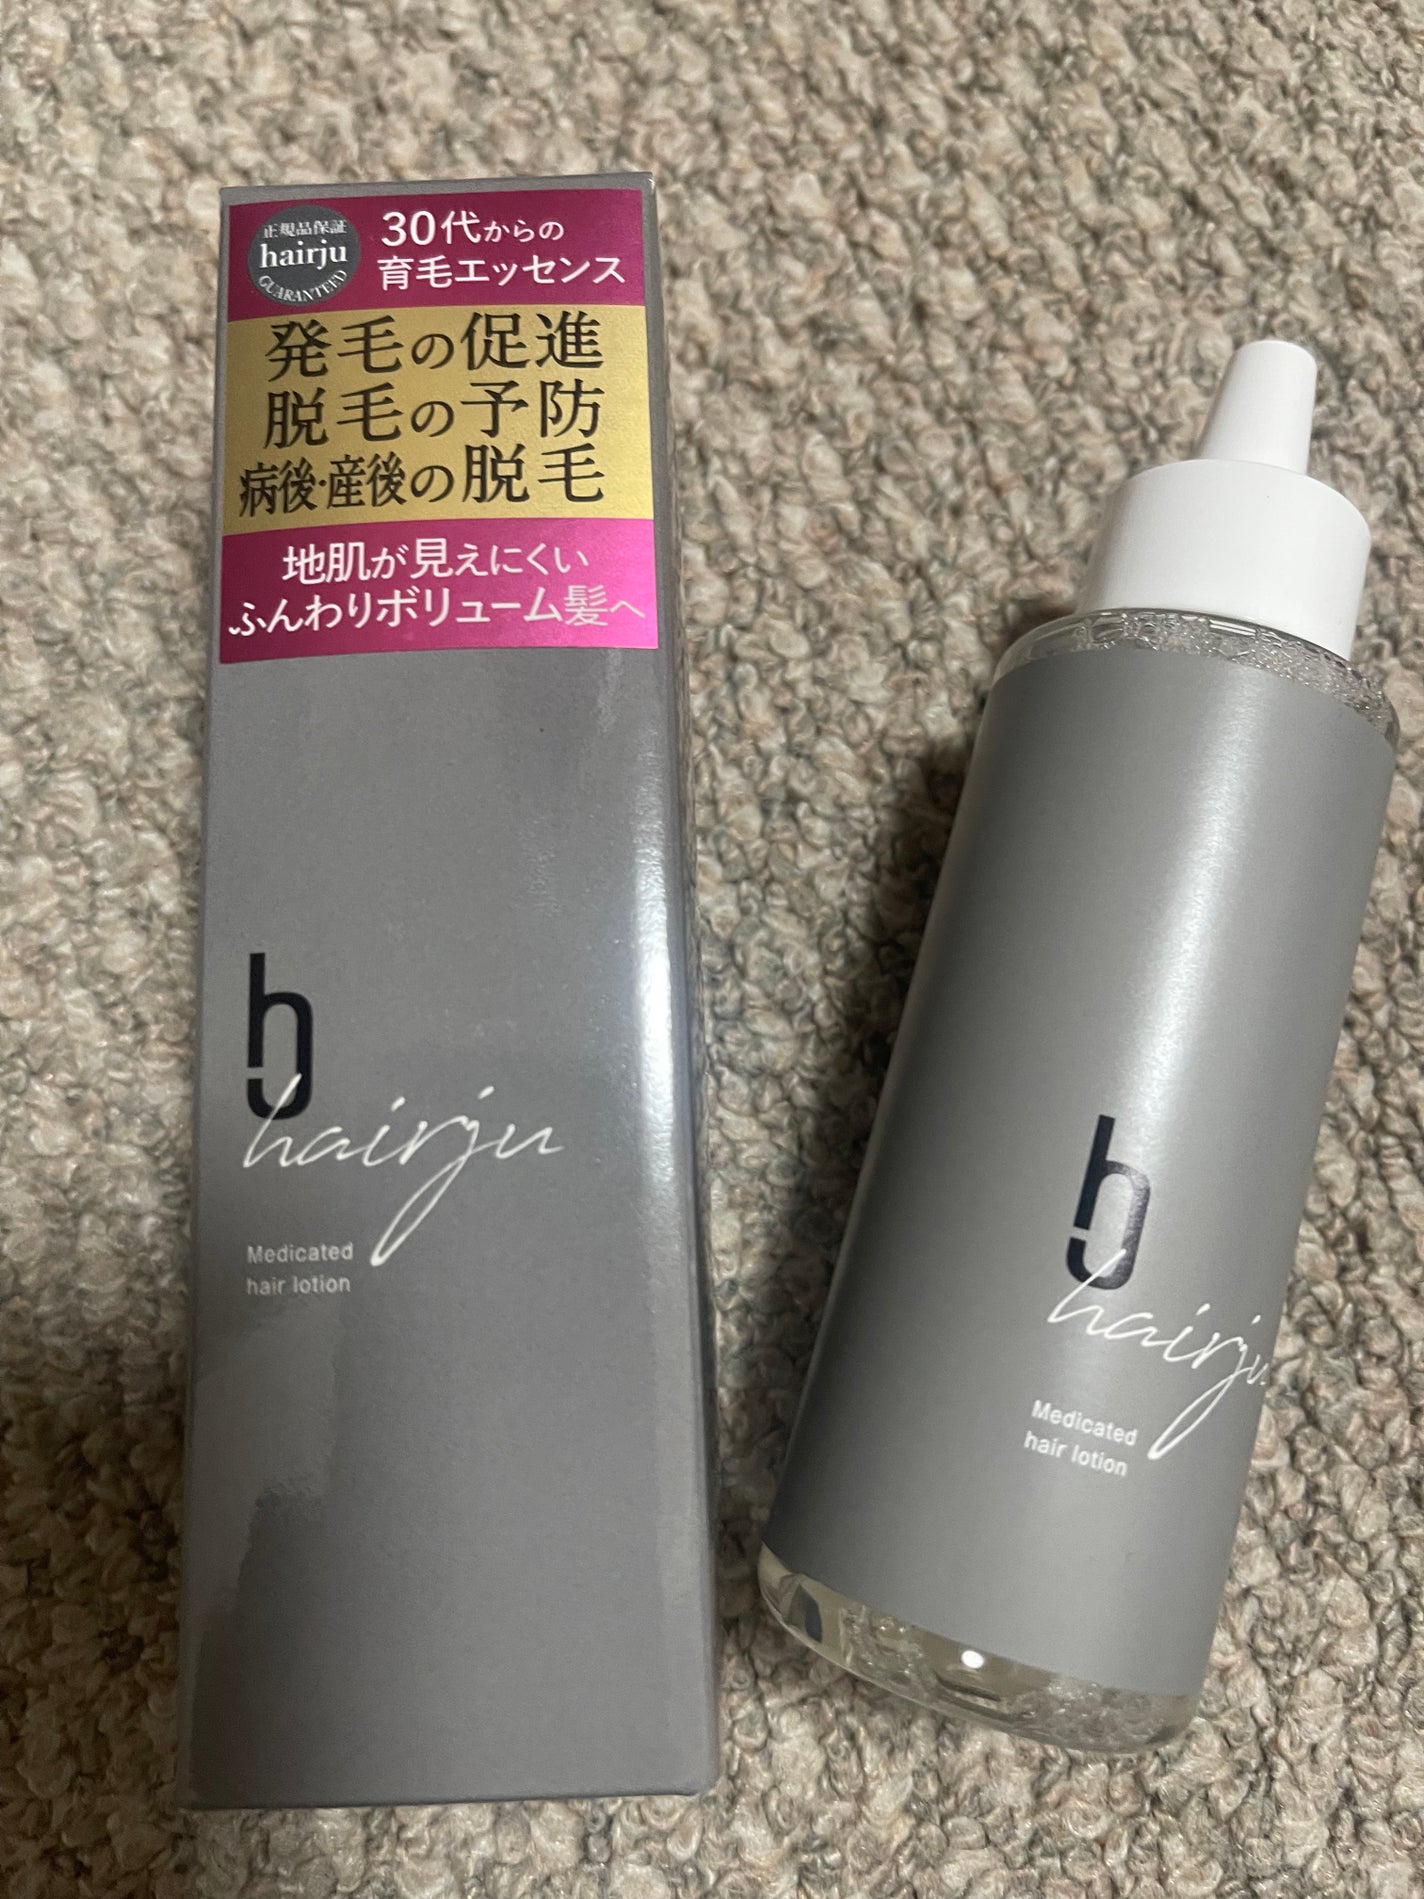 正規品保証
hairju
GUARANTEED
30代からの
育毛エッセンス
発毛の促進
脱毛の予防
病後・産後の脱毛
地肌が見えにくい
ふんわりボリューム髪へ
hairju
Medicated
hair lotion
hairju
Medicated
hair lotion